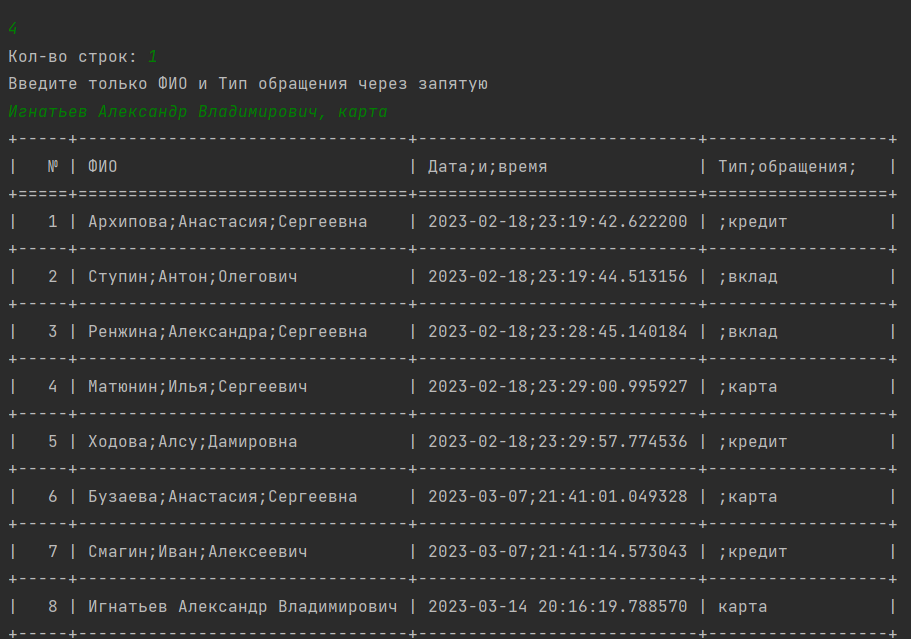 4
Кол-во строк: 1
Введите только ФИО и Тип обращения через запятую
Игнатьев Александр Владимирович, карта
+-----+---------------------------------+----------------------------+------------------+
|   № | ФИО                             | Дата;и;время               | Тип;обращения;   |
+=====+=================================+============================+==================+
|   1 | Архипова;Анастасия;Сергеевна    | 2023-02-18;23:19:42.622200 | ;кредит          |
+-----+---------------------------------+----------------------------+------------------+
|   2 | Ступин;Антон;Олегович           | 2023-02-18;23:19:44.513156 | ;вклад           |
+-----+---------------------------------+----------------------------+------------------+
|   3 | Ренжина;Александра;Сергеевна    | 2023-02-18;23:28:45.140184 | ;вклад           |
+-----+---------------------------------+----------------------------+------------------+
|   4 | Матюнин;Илья;Сергеевич          | 2023-02-18;23:29:00.995927 | ;карта           |
+-----+---------------------------------+----------------------------+------------------+
|   5 | Ходова;Алсу;Дамировна           | 2023-02-18;23:29:57.774536 | ;кредит          |
+-----+---------------------------------+----------------------------+------------------+
|   6 | Бузаева;Анастасия;Сергеевна     | 2023-03-07;21:41:01.049328 | ;карта           |
+-----+---------------------------------+----------------------------+------------------+
|   7 | Смагин;Иван;Алексеевич          | 2023-03-07;21:41:14.573043 | ;кредит          |
+-----+---------------------------------+----------------------------+------------------+
|   8 | Игнатьев Александр Владимирович | 2023-03-14 20:16:19.788570 | карта            |
+-----+---------------------------------+----------------------------+------------------+